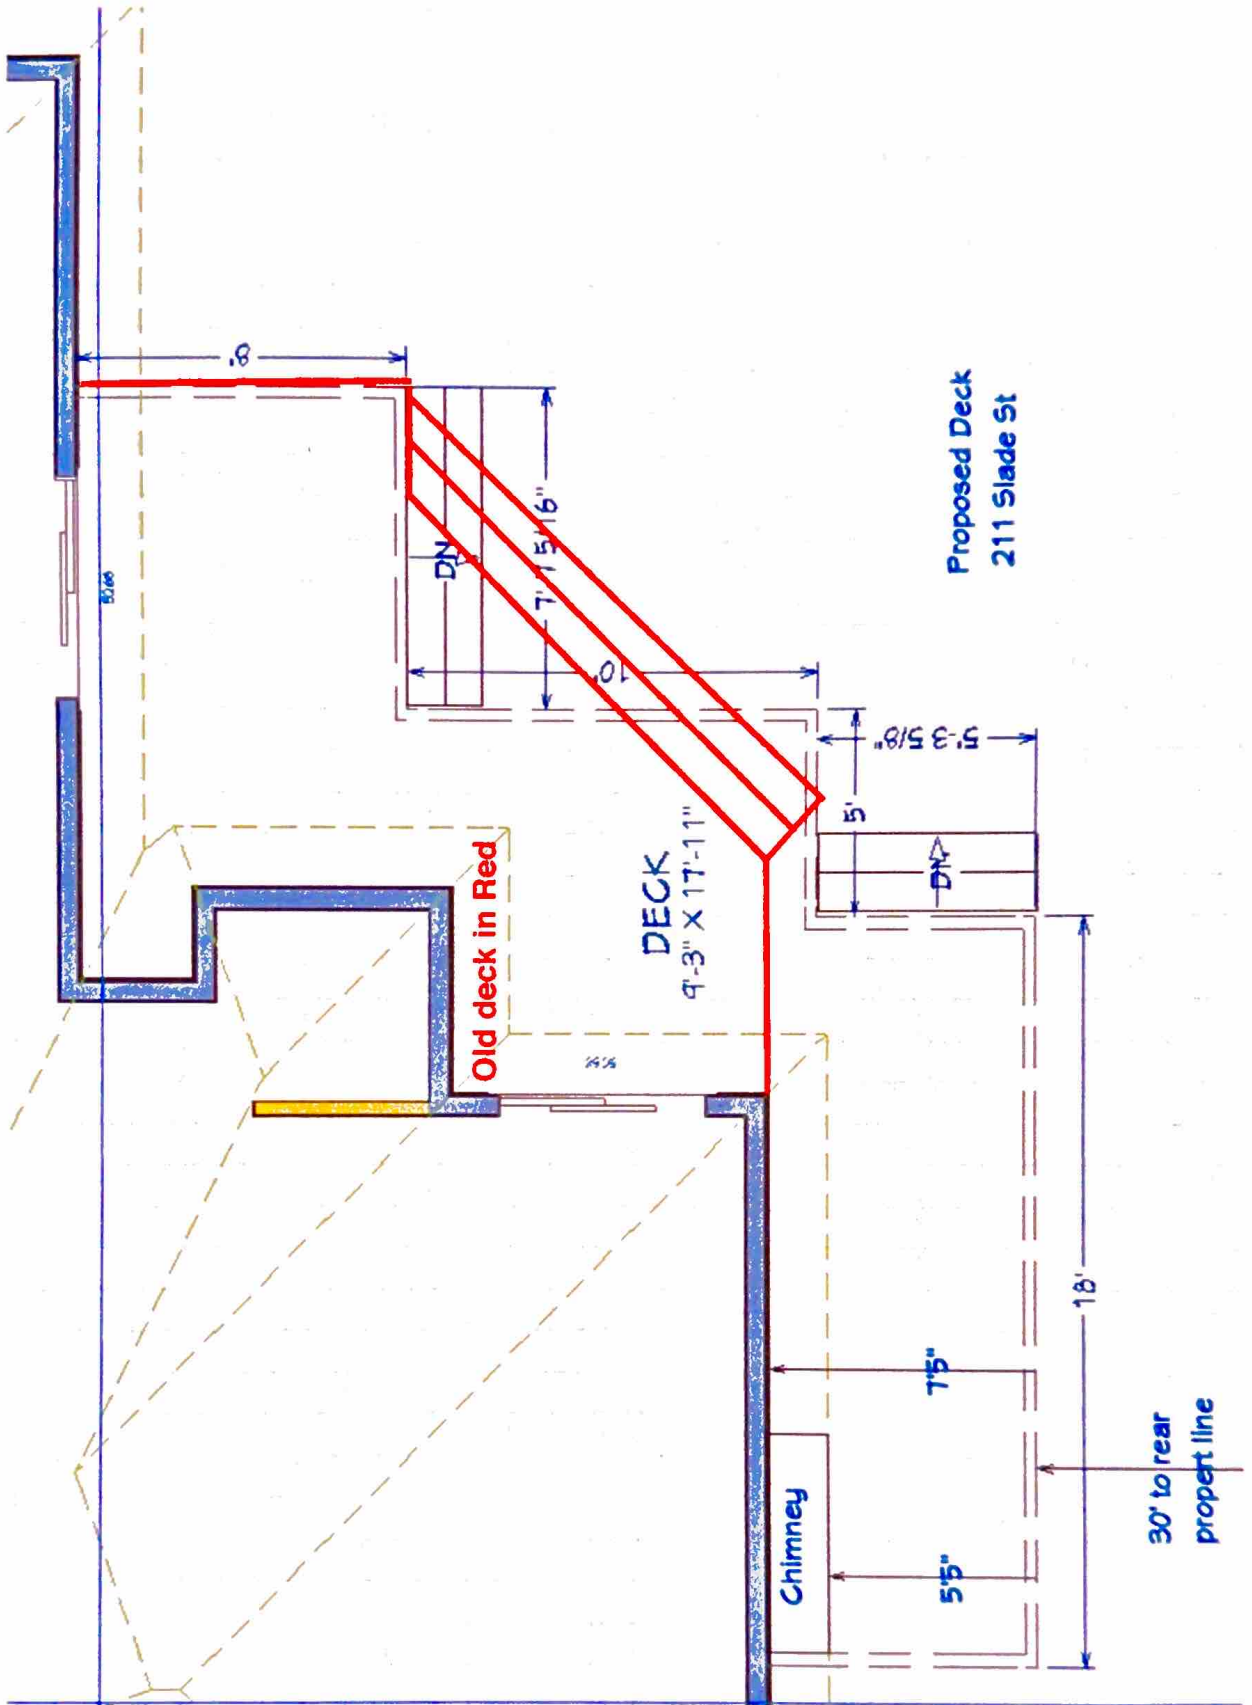 8'
5068
DN
7' 7 5/16"
10'
Old deck in Red
DECK
9'-3" X 17'-11"
5'-3 5/8"
5'
DN
Proposed Deck
211 Slade St
18'
7'5"
5'5"
Chimney
30' to rear
propert line